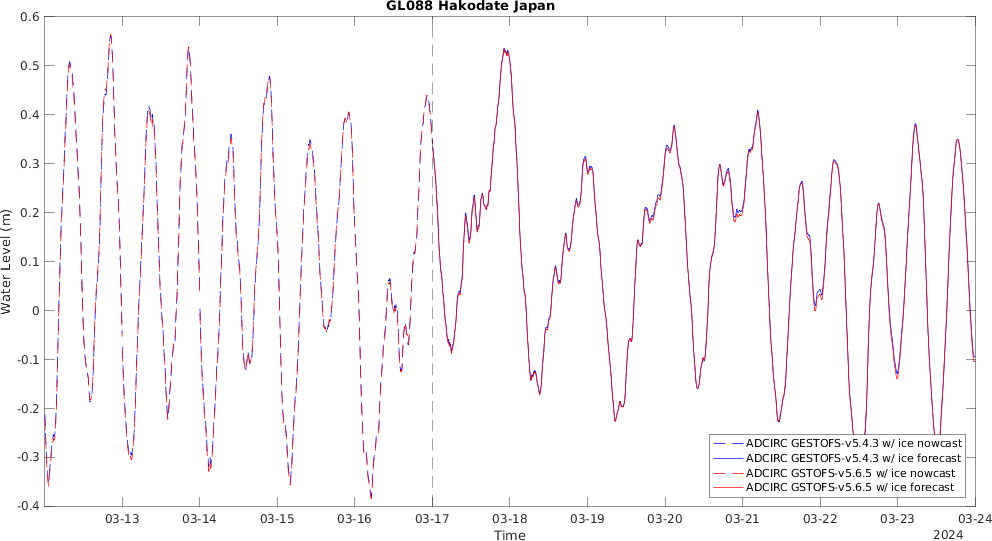 GL088 Hakodate Japan
0.6
0.5
0.4
0.3
0.2
0.1
0
-0.1
-0.2
-0.3
-0.4
Water Level (m)
ADCIRC GESTOFS-v5.4.3 w/ ice nowcast
ADCIRC GESTOFS-v5.4.3 w/ ice forecast
ADCIRC GSTOFS-v5.6.5 w/ ice nowcast
ADCIRC GSTOFS-v5.6.5 w/ ice forecast
03-13 03-14 03-15 03-16 03-17 03-18 03-19 03-20 03-21 03-22 03-23 03-24
Time
2024